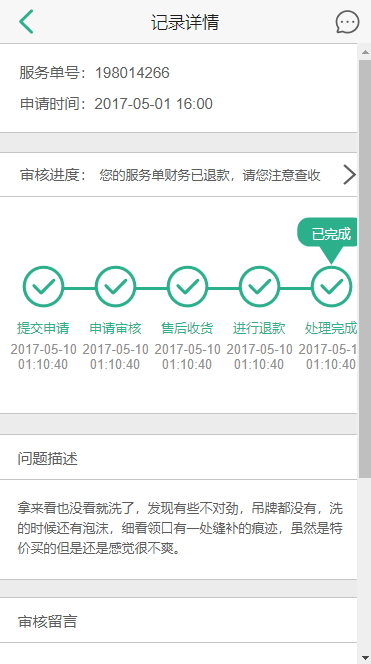 记录详情
服务单号：198014266
申请时间：2017-05-01 16:00
审核进度： 您的服务单财务已退款，请您注意查收
已完成
提交申请 申请审核 售后收货 进行退款 处理完成
2017-05-10 2017-05-10 2017-05-10 2017-05-10 2017-05-1
01:10:40 01:10:40 01:10:40 01:10:40 01:10:40
问题描述
拿来看也没看就洗了，发现有些不对劲，吊牌都没有，洗
的时候还有泡沫，细看领口有一处缝补的痕迹，虽然是特
价买的但是还是感觉很不爽。
审核留言